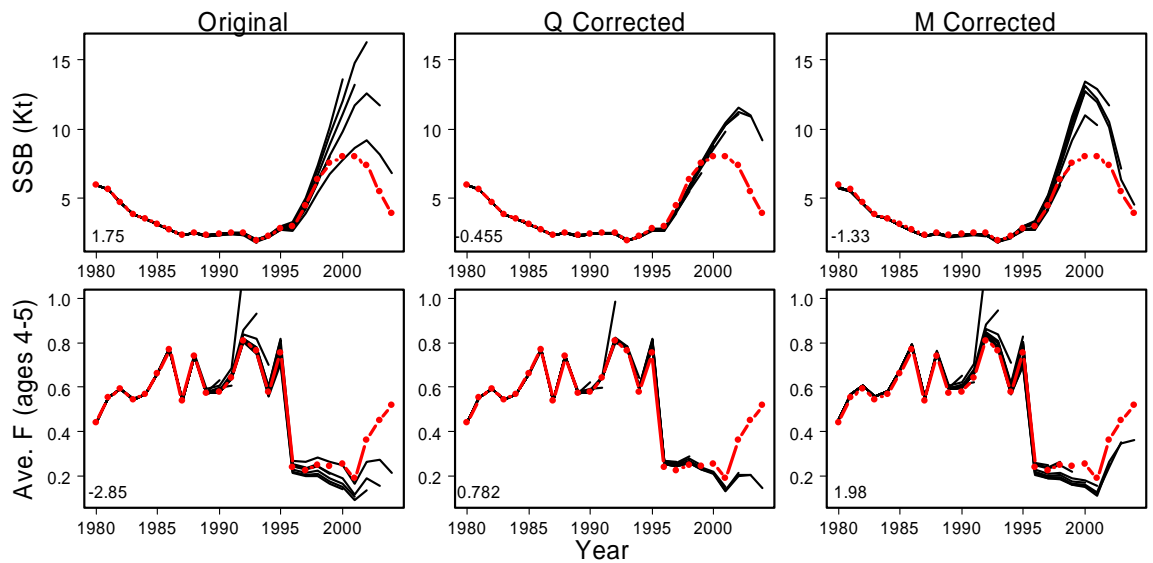 Original Q Corrected M Corrected
SSB (Kt)
15 15 15
10 10 10
5 5 5
1.75 -0.455 -1.33
1980 1985 1990 1995 2000 1980 1985 1990 1995 2000 1980 1985 1990 1995 2000
Ave. F (ages 4-5)
1.0 1.0 1.0
0.8 0.8 0.8
0.6 0.6 0.6
0.4 0.4 0.4
0.2 0.2 0.2
-2.85 0.782 1.98
1980 1985 1990 1995 2000 1980 1985 1990 1995 2000 1980 1985 1990 1995 2000
Year